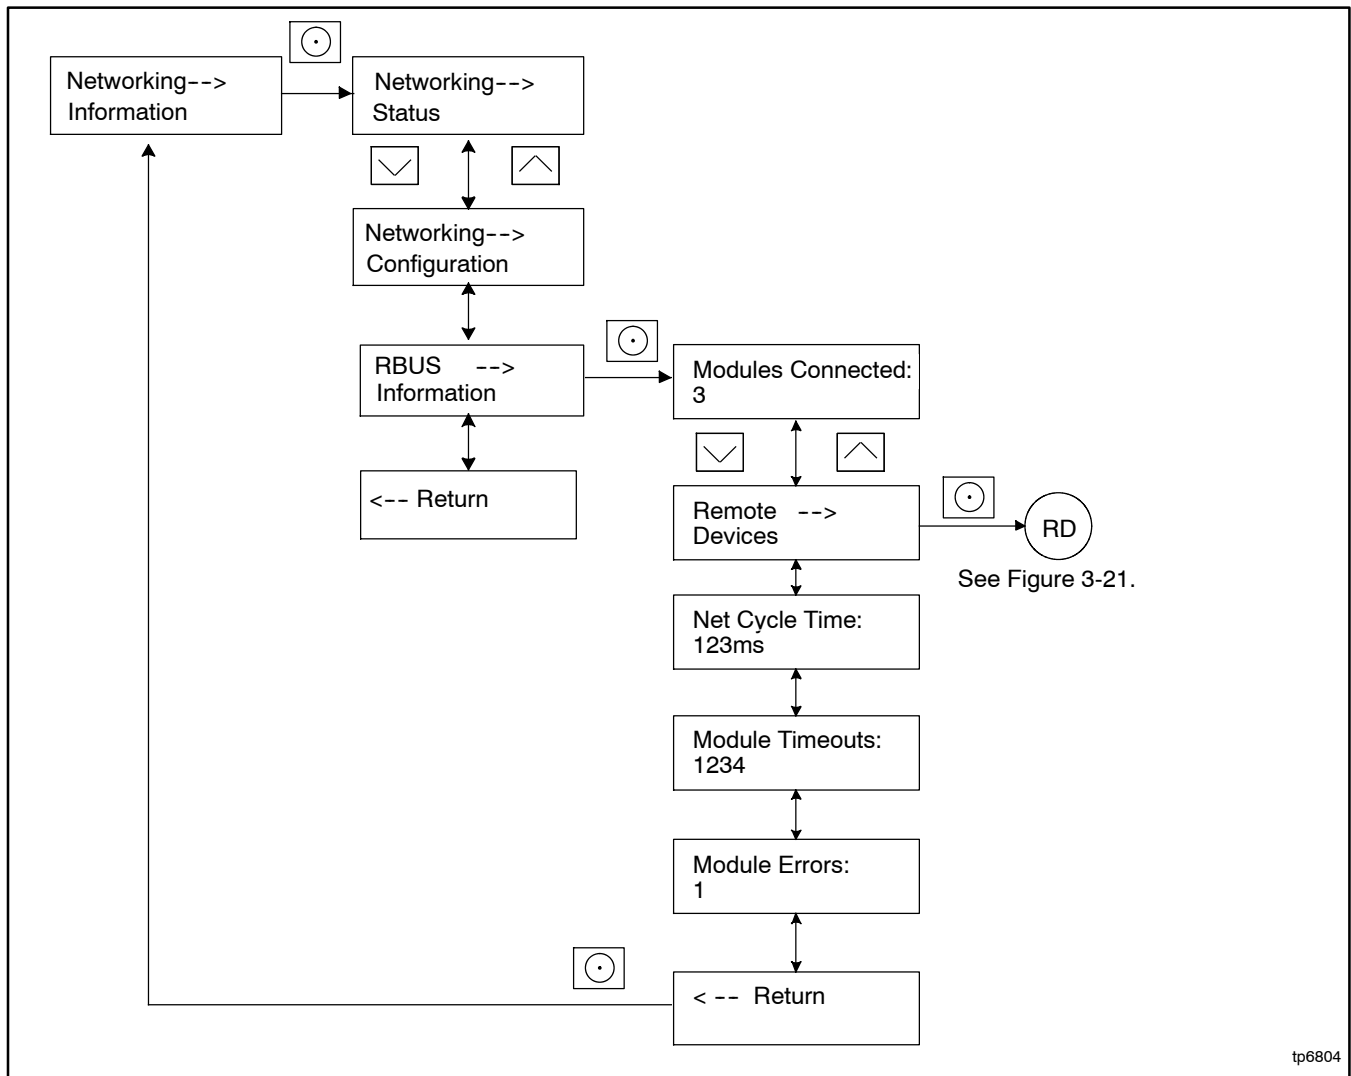 Networking-->
Information
Networking-->
Status
Networking-->
Configuration
RBUS -->
Information
<-- Return
Modules Connected:
3
Remote -->
Devices
RD
See Figure 3-21.
Net Cycle Time:
123ms
Module Timeouts:
1234
Module Errors:
1
< -- Return
tp6804